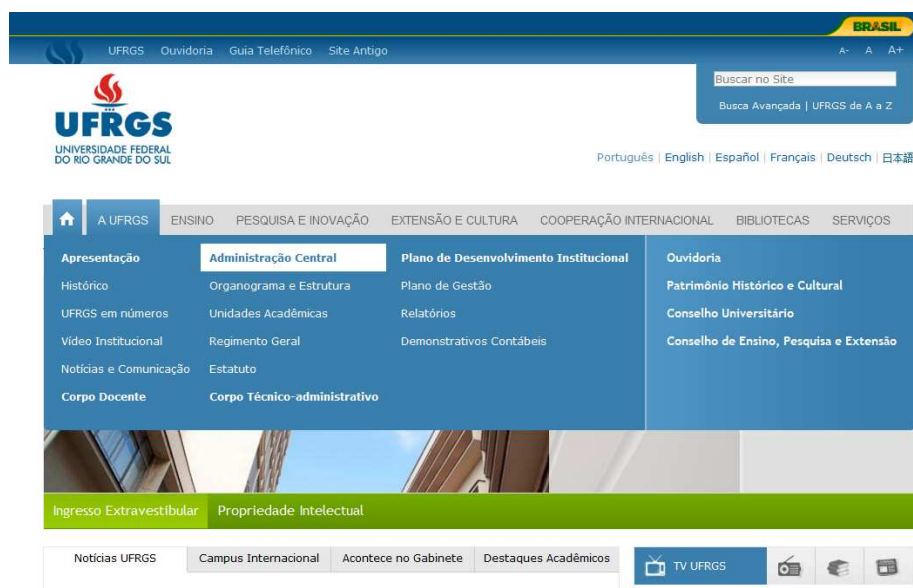 BRASIL
UFRGS Ouvidoria Guia Telefônico Site Antigo A- A A+
Buscar no Site
Busca Avançada | UFRGS de A a Z
UFRGS
UNIVERSIDADE FEDERAL
DO RIO GRANDE DO SUL
Português | English | Español | Français | Deutsch | 日本語
A UFRGS ENSINO PESQUISA E INOVAÇÃO EXTENSÃO E CULTURA COOPERAÇÃO INTERNACIONAL BIBLIOTECAS SERVIÇOS
Apresentação Administração Central Plano de Desenvolvimento Institucional Ouvidoria
Histórico Organograma e Estrutura Plano de Gestão Patrimônio Histórico e Cultural
UFRGS em números Unidades Acadêmicas Relatórios Conselho Universitário
Vídeo Institucional Regimento Geral Demonstrativos Contábeis Conselho de Ensino, Pesquisa e Extensão
Notícias e Comunicação Estatuto
Corpo Docente Corpo Técnico-administrativo
Ingresso Extravestibular Propriedade Intelectual
Notícias UFRGS Campus Internacional Acontece no Gabinete Destaques Acadêmicos TV UFRGS